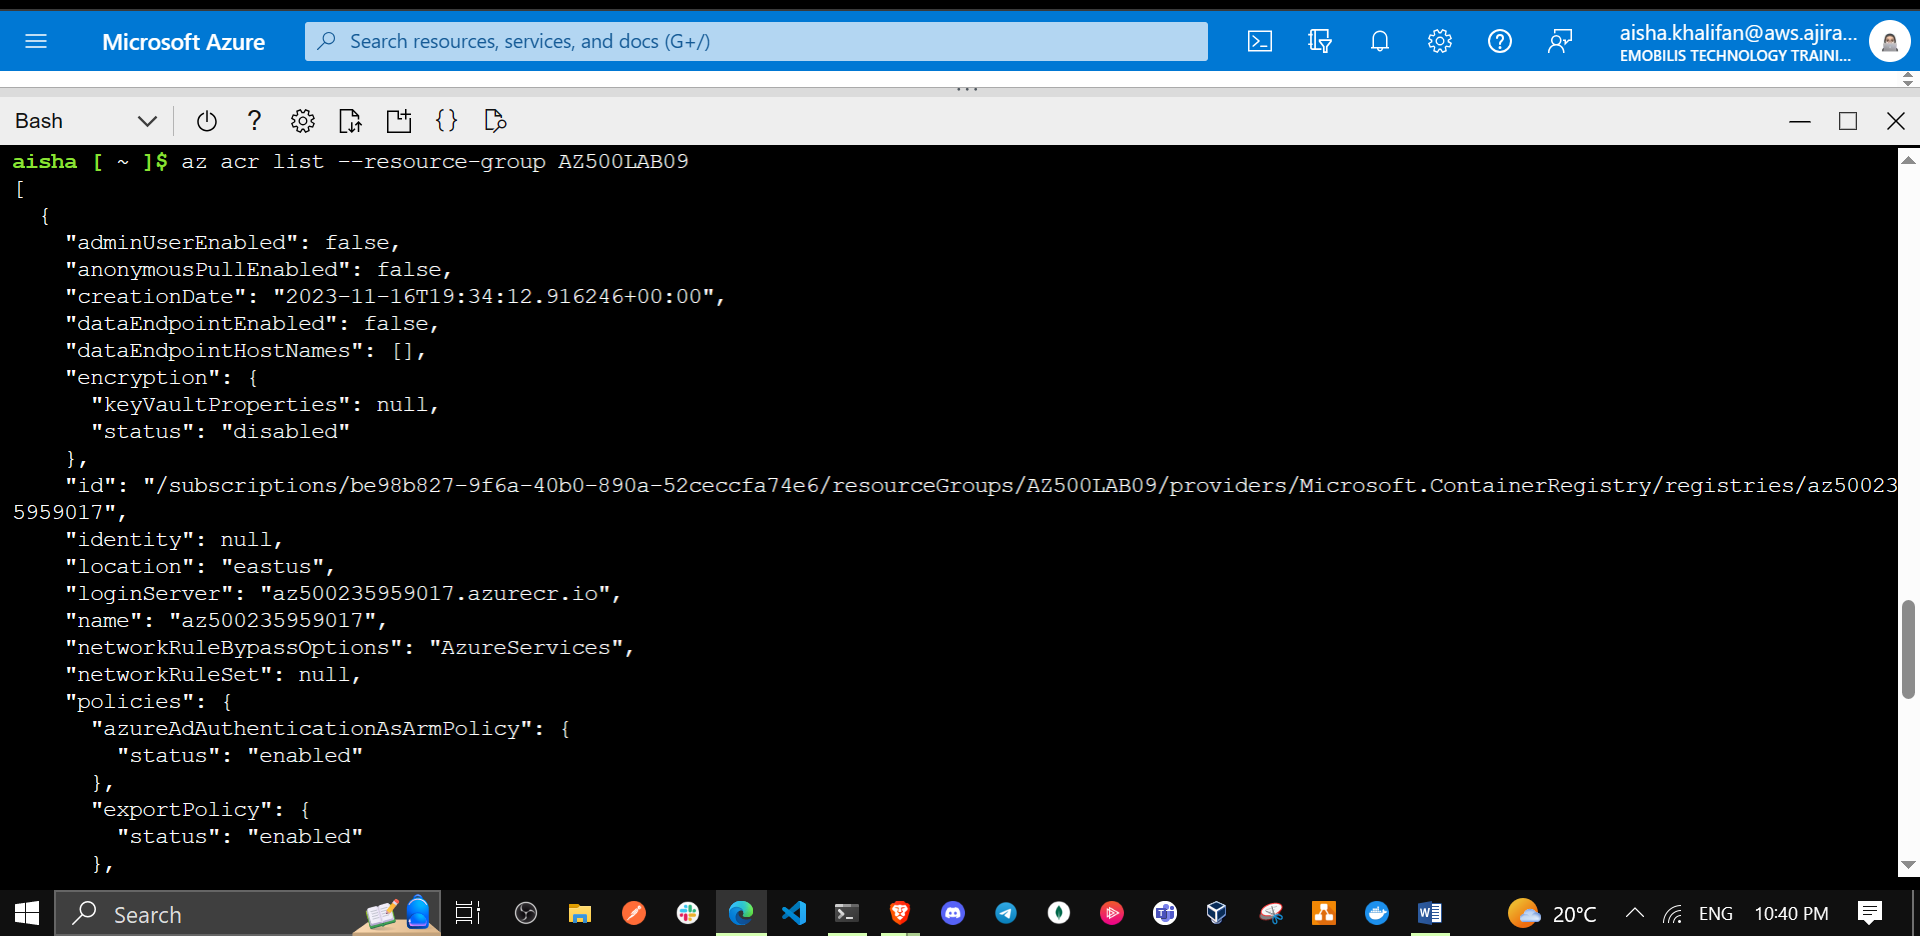 Microsoft Azure
Search resources, services, and docs (G+/)
aisha.khalifan@aws.ajira...
EMOBILIS TECHNOLOGY TRAINI...
Bash
aisha [ ~ ]$ az acr list --resource-group AZ500LAB09
[
  {
    "adminUserEnabled": false,
    "anonymousPullEnabled": false,
    "creationDate": "2023-11-16T19:34:12.916246+00:00",
    "dataEndpointEnabled": false,
    "dataEndpointHostNames": [],
    "encryption": {
      "keyVaultProperties": null,
      "status": "disabled"
    },
    "id": "/subscriptions/be98b827-9f6a-40b0-890a-52ceccfa74e6/resourceGroups/AZ500LAB09/providers/Microsoft.ContainerRegistry/registries/az50023
5959017",
    "identity": null,
    "location": "eastus",
    "loginServer": "az500235959017.azurecr.io",
    "name": "az500235959017",
    "networkRuleBypassOptions": "AzureServices",
    "networkRuleSet": null,
    "policies": {
      "azureAdAuthenticationAsArmPolicy": {
        "status": "enabled"
      },
      "exportPolicy": {
        "status": "enabled"
      },
Search
20°C
ENG
10:40 PM